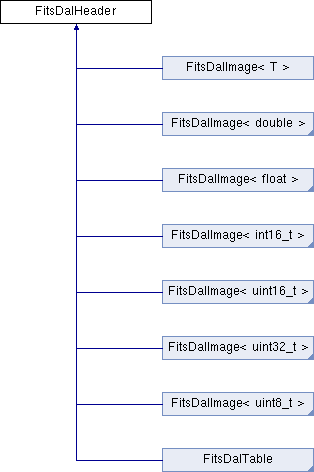 FitsDalHeader
FitsDalImage< T >
FitsDalImage< double >
FitsDalImage< float >
FitsDalImage< int16_t >
FitsDalImage< uint16_t >
FitsDalImage< uint32_t >
FitsDalImage< uint8_t >
FitsDalTable